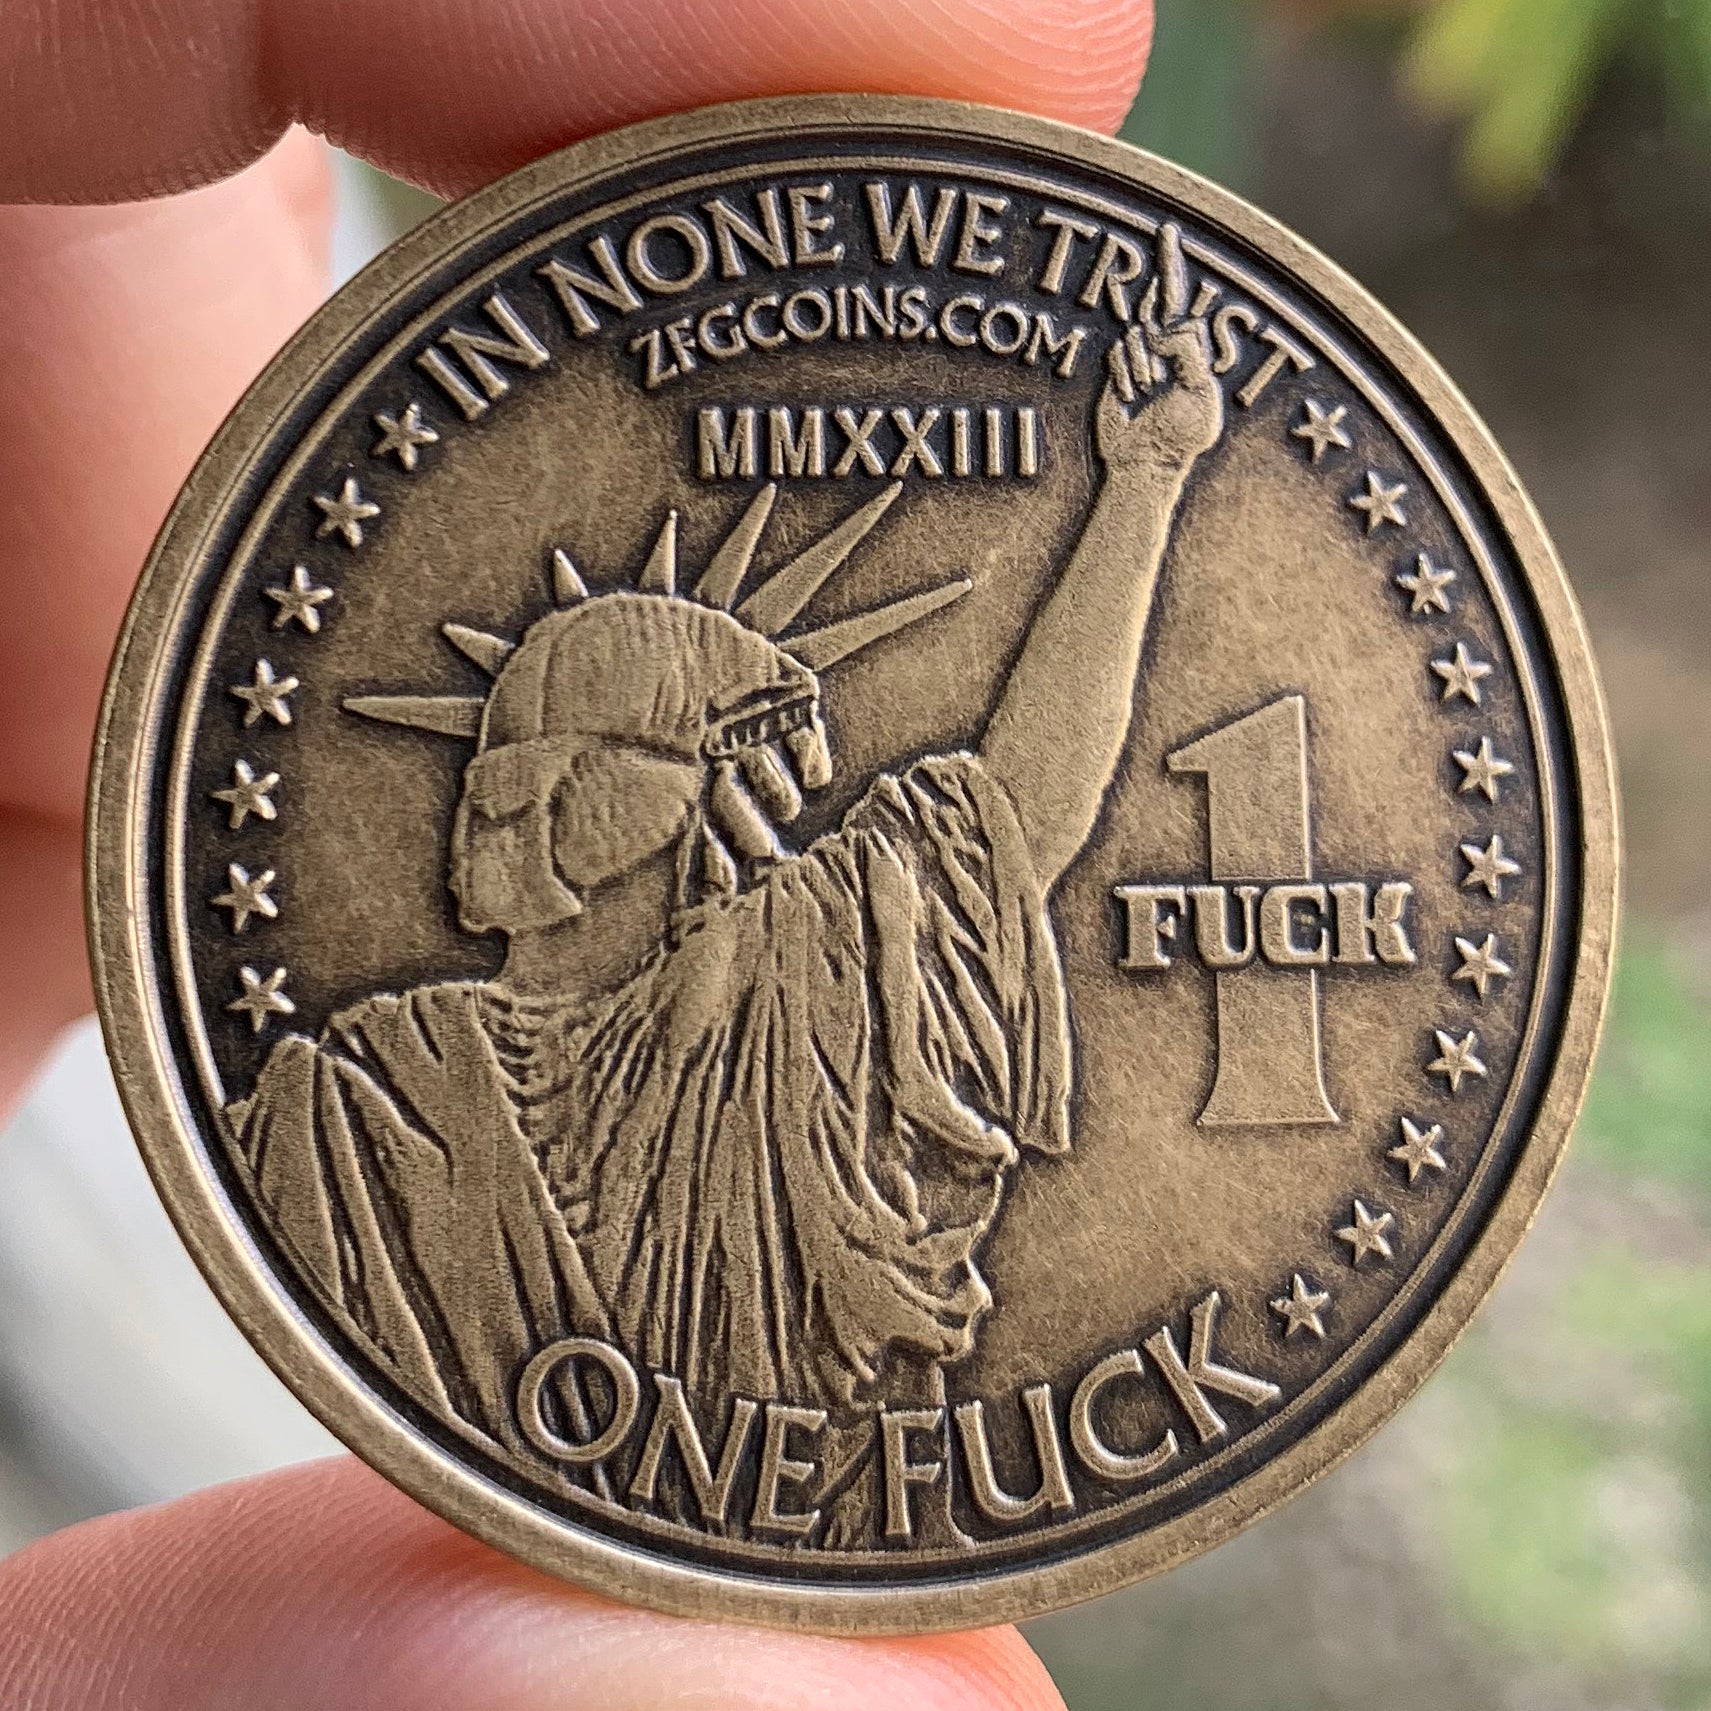 IN NONE WE TRUST
ZFGCOINS.COM
MMXXIII
1
FUCK
ONE FUCK